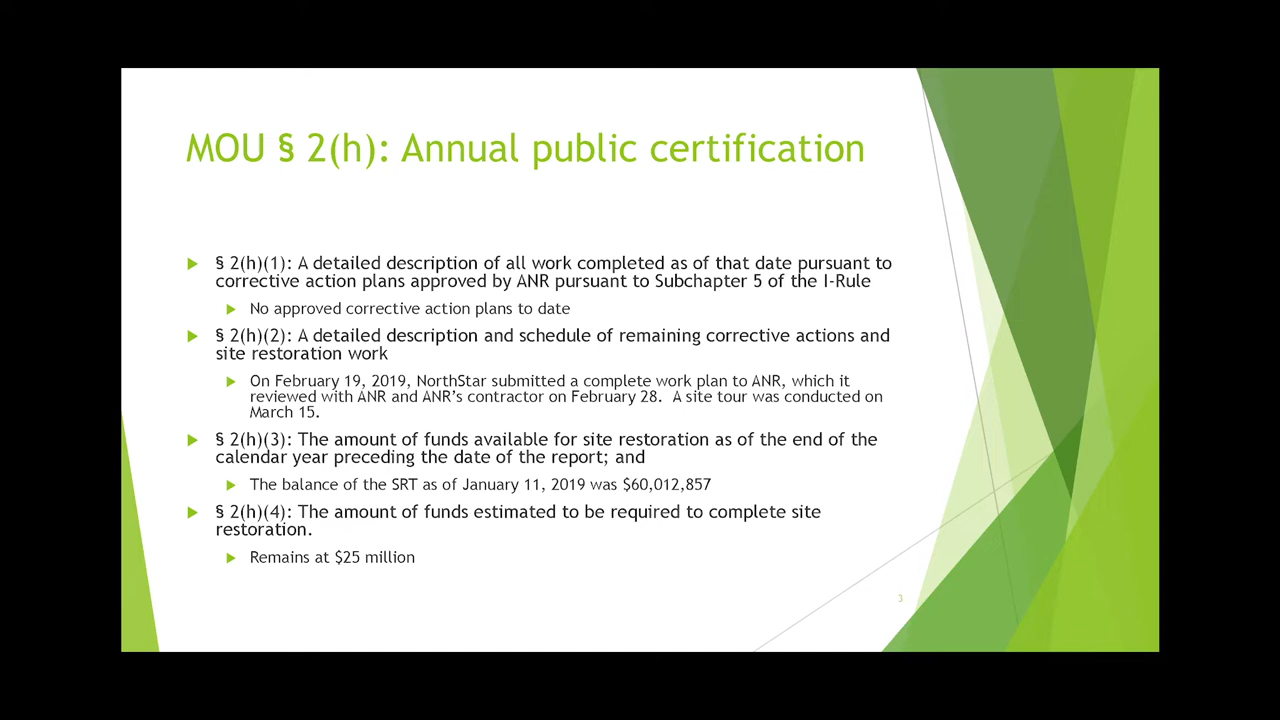 MOU § 2(h): Annual public certification
§ 2(h)(1): A detailed description of all work completed as of that date pursuant to
corrective action plans approved by ANR pursuant to Subchapter 5 of the I-Rule
No approved corrective action plans to date
§ 2(h)(2): A detailed description and schedule of remaining corrective actions and
site restoration work
On February 19, 2019, NorthStar submitted a complete work plan to ANR, which it
reviewed with ANR and ANR’s contractor on February 28. A site tour was conducted on
March 15.
§ 2(h)(3): The amount of funds available for site restoration as of the end of the
calendar year preceding the date of the report; and
The balance of the SRT as of January 11, 2019 was $60,012,857
§ 2(h)(4): The amount of funds estimated to be required to complete site
restoration.
Remains at $25 million
3